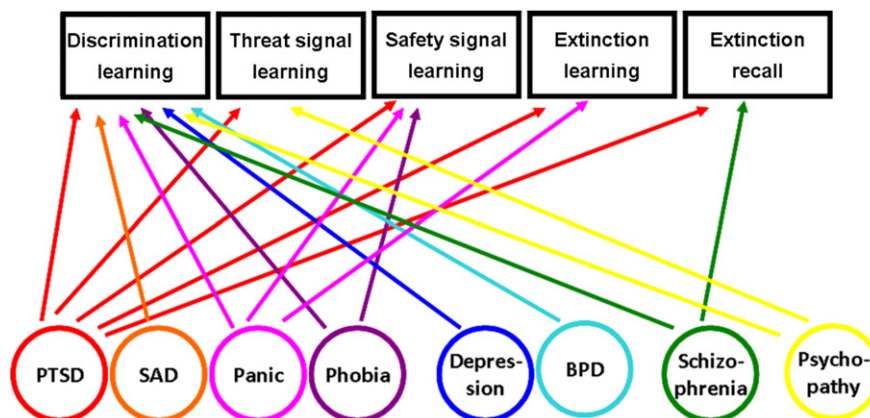 Discrimination
learning
Threat signal
learning
Safety signal
learning
Extinction
learning
Extinction
recall
PTSD
SAD
Panic
Phobia
Depres-
sion
BPD
Schizo-
phrenia
Psycho-
pathy